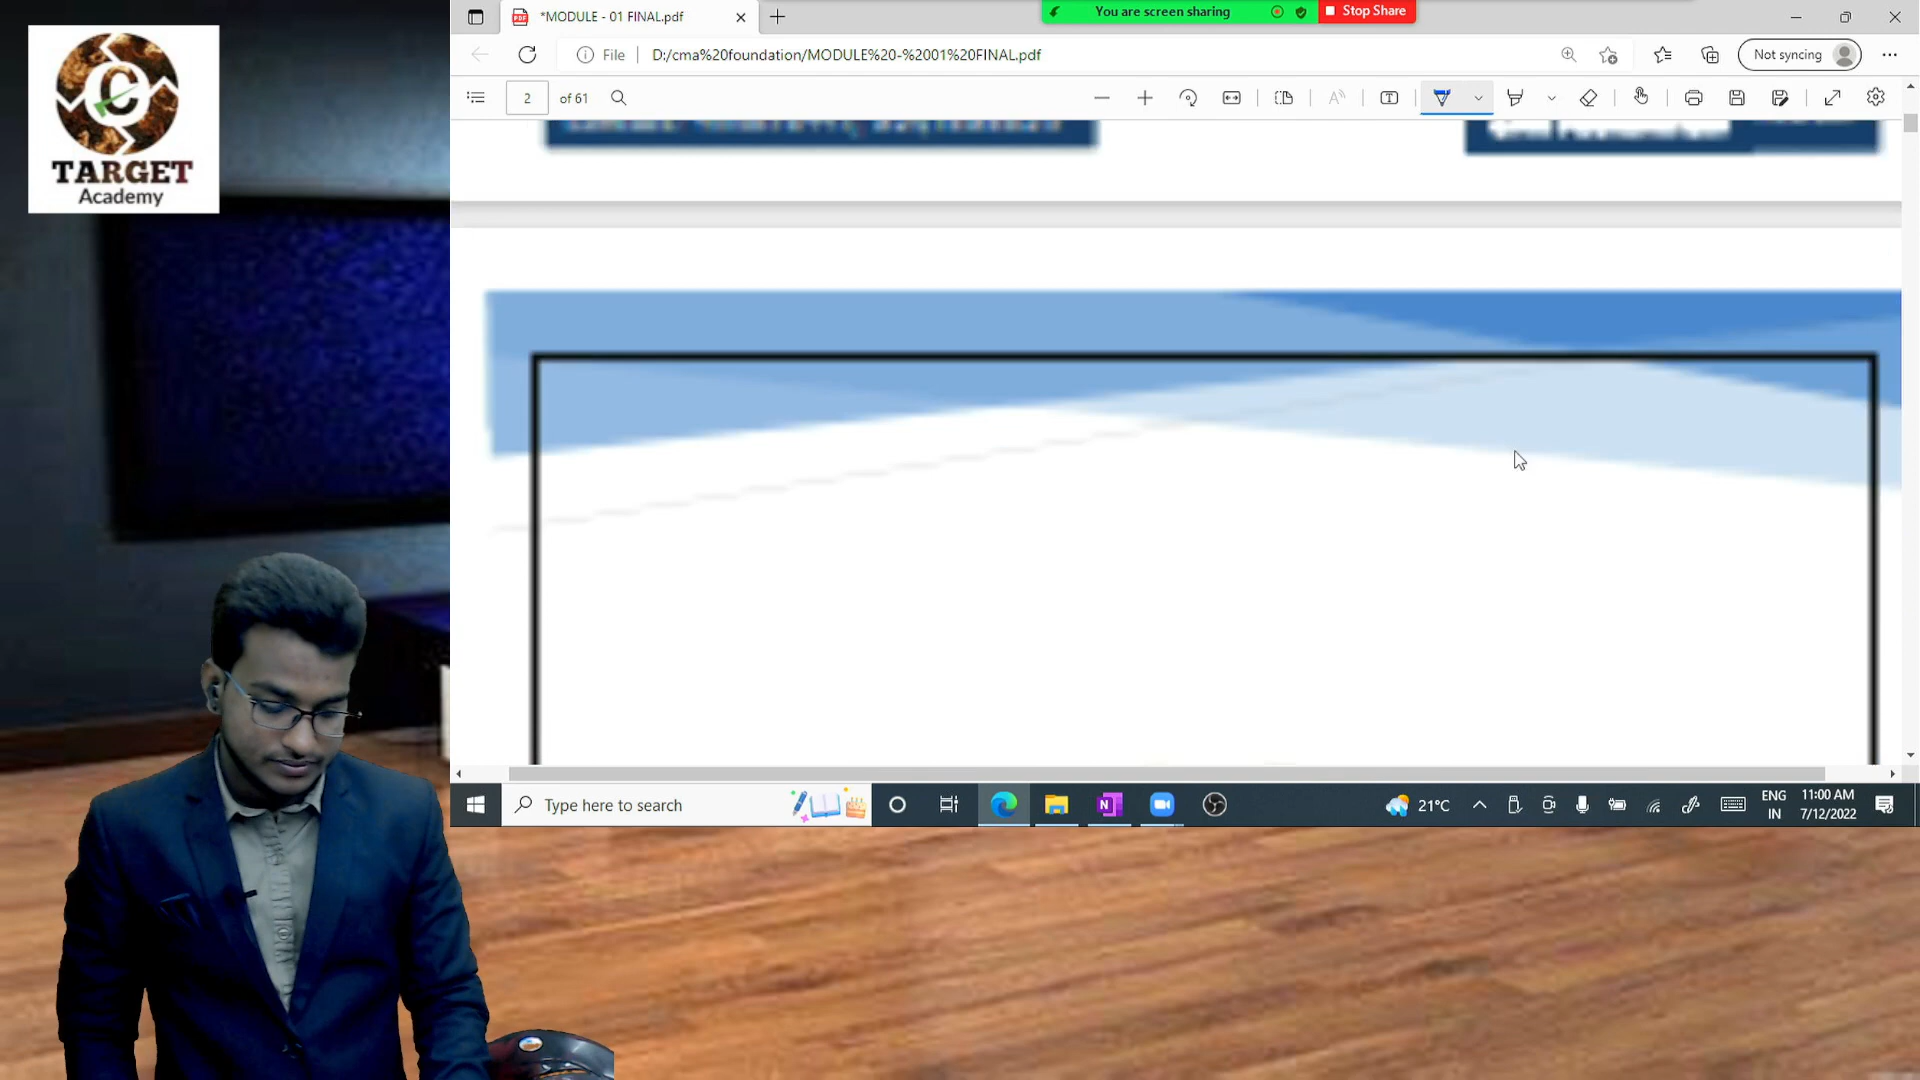 C
TARGET
Academy
*MODULE - 01 FINAL.pdf
You are screen sharing
Stop Share
File
D:/cma%20foundation/MODULE%20-%2001%20FINAL.pdf
Not syncing
2
of 61
Type here to search
21°C
ENG
IN
11:00 AM
7/12/2022